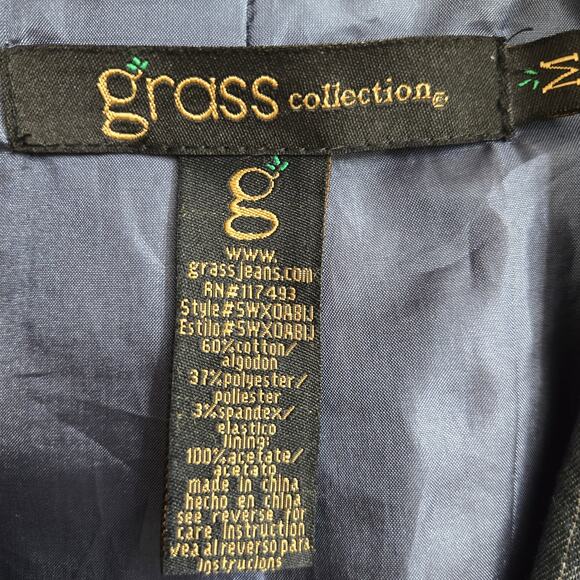 grass collection
M
g
www.
grassjeans.com
RN#117493
Style#5WX0ABIJ
Estilo#5WX0ABIJ
60%cotton/
algodon
37%polyester/
poliester
3%spandex/
elastico
lining:
100%acetate/
acetato
made in china
hecho en china
see reverse for
care instruction
vea al reverso para
instrucions